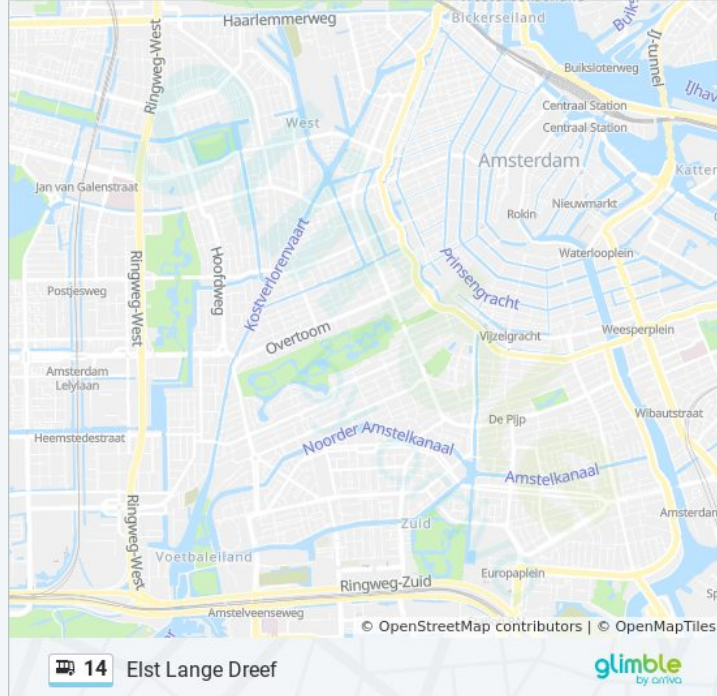 Haarlemmerweg
Bickerseiland
Ringweg-West
IJ-tunnel
Buiksloterweg
Centraal Station
Centraal Station
West
Amsterdam
Jan van Galenstraat
Nieuwmarkt
Rokin
Kostverlorenvaart
Hoofdweg
Waterlooplein
Prinsengracht
Ringweg-West
Postjesweg
Overtoom
Vijzelgracht
Weesperplein
Amsterdam
Lelylaan
De Pijp
Wibautstraat
Heemstedestraat
Noorder Amstelkanaal
Amstelkanaal
Ringweg-West
Zuid
Voetbaleiland
Europaplein
Ringweg-Zuid
Amstelveenseweg
© OpenStreetMap contributors | © OpenMapTiles
14 Elst Lange Dreef
glimble
by arriva